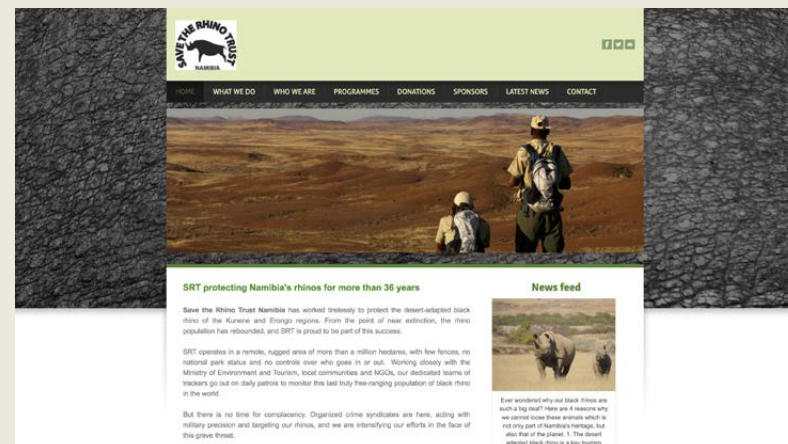 SAVE THE RHINO TRUST
NAMIBIA
HOME WHAT WE DO WHO WE ARE PROGRAMMES DONATIONS SPONSORS LATEST NEWS CONTACT
SRT protecting Namibia's rhinos for more than 36 years
Save the Rhino Trust Namibia has worked tirelessly to protect the desert-adapted black
rhino of the Kunene and Erongo regions. From the point of near extinction, the rhino
population has rebounded, and SRT is proud to be part of this success.
SRT operates in a remote, rugged area of more than a million hectares, with few fences, no
national park status and no controls over who goes in or out. Working closely with the
Ministry of Environment and Tourism, local communities and NGOs, our dedicated teams of
trackers go out on daily patrols to monitor this last truly free-ranging population of black rhino
in the world.
But there is no time for complacency. Organized crime syndicates are here, acting with
military precision and targeting our rhinos, and we are intensifying our efforts in the face of
this grave threat.
News feed
Ever wondered why our black rhinos are
such a big deal? Here are 4 reasons why
we cannot loose these animals which is
not only part of Namibia's heritage, but
also that of the planet. 1. The desert
adapted black rhino is a key tourism